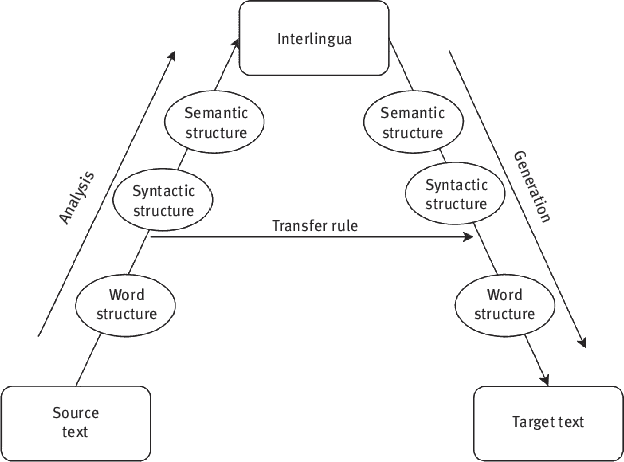 Interlingua
Semantic
structure
Semantic
structure
Analysis
Syntactic
structure
Syntactic
structure
Generation
Transfer rule
Word
structure
Word
structure
Source
text
Target text